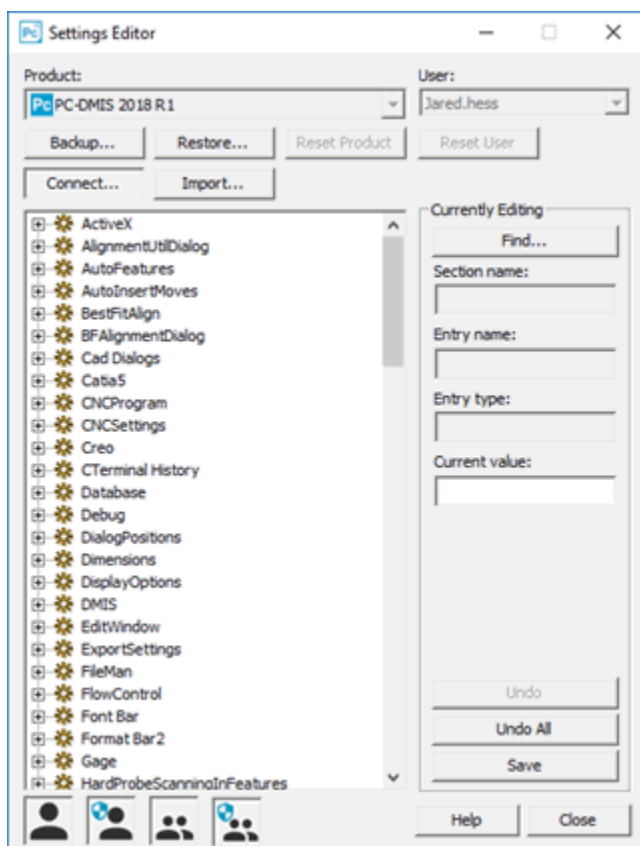 Pc Settings Editor
Product: User:
Pc PC-DMIS 2018 R1 Jared.hess
Backup... Restore... Reset Product Reset User
Connect... Import...
Currently Editing
Find...
Section name:
Entry name:
Entry type:
Current value:
ActiveX
AlignmentUtilDialog
AutoFeatures
AutoInsertMoves
BestFitAlign
BFAlignmentDialog
Cad Dialogs
Catia5
CNCProgram
CNCSettings
Creo
CTerminal History
Database
Debug
DialogPositions
Dimensions
DisplayOptions
DMIS
EditWindow
ExportSettings
FileMan
FlowControl
Font Bar
Format Bar2
Gage
HardProbeScanningInFeatures
Undo
Undo All
Save
Help Close